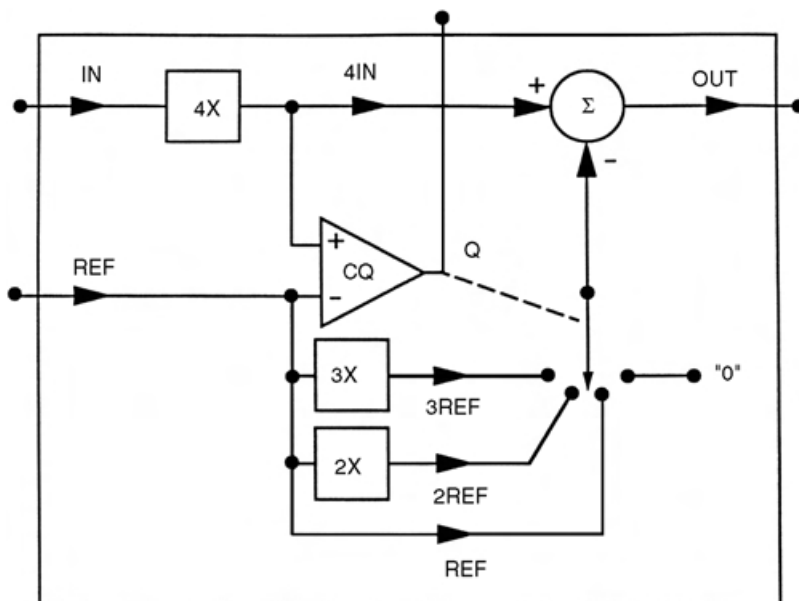 IN
4X
4IN
+
Σ
OUT
-
REF
+
CQ
-
Q
3X
3REF
"0"
2X
2REF
REF